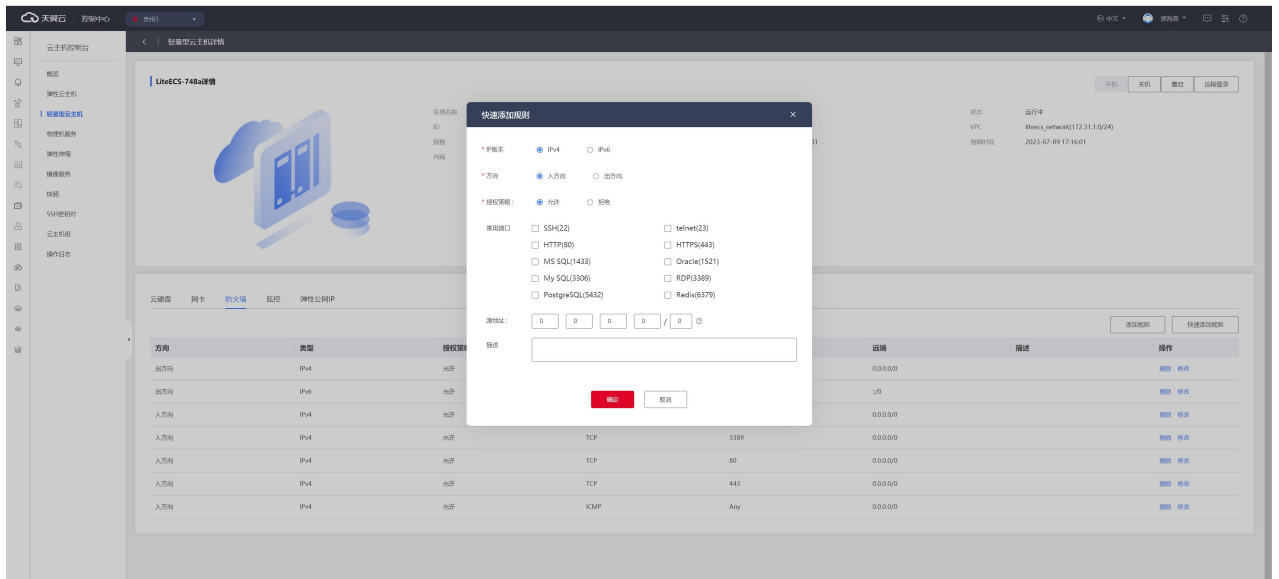 天翼云 控制中心 贵州1 中文
云主机控制台
轻量型云主机详情
概览
弹性云主机
轻量型云主机
物理机服务
弹性伸缩
镜像服务
快照
SSH密钥对
云主机组
操作日志
LiteECS-748a详情
开机 关机 重启 远程登录
实例名称
ID
规格
内网
状态 运行中
VPC liteecs_network(172.31.1.0/24)
到期时间 2023-07-09 17:16:01
快速添加规则
* IP版本 IPv4 IPv6
* 方向 入方向 出方向
* 授权策略： 允许 拒绝
常用端口 SSH(22) telnet(23)
HTTP(80) HTTPS(443)
MS SQL(1433) Oracle(1521)
My SQL(3306) RDP(3389)
PostgreSQL(5432) Redis(6379)
源地址： 0 0 0 0 / 0
描述
确定 取消
云硬盘 网卡 防火墙 监控 弹性公网IP
添加规则 快速添加规则
方向 类型 授权策略 远端 描述 操作
出方向 IPv4 允许 0.0.0.0/0 删除 修改
出方向 IPv6 允许 ::/0 删除 修改
入方向 IPv4 允许 0.0.0.0/0 删除 修改
入方向 IPv4 允许 TCP 3389 0.0.0.0/0 删除 修改
入方向 IPv4 允许 TCP 80 0.0.0.0/0 删除 修改
入方向 IPv4 允许 TCP 443 0.0.0.0/0 删除 修改
入方向 IPv4 允许 ICMP Any 0.0.0.0/0 删除 修改